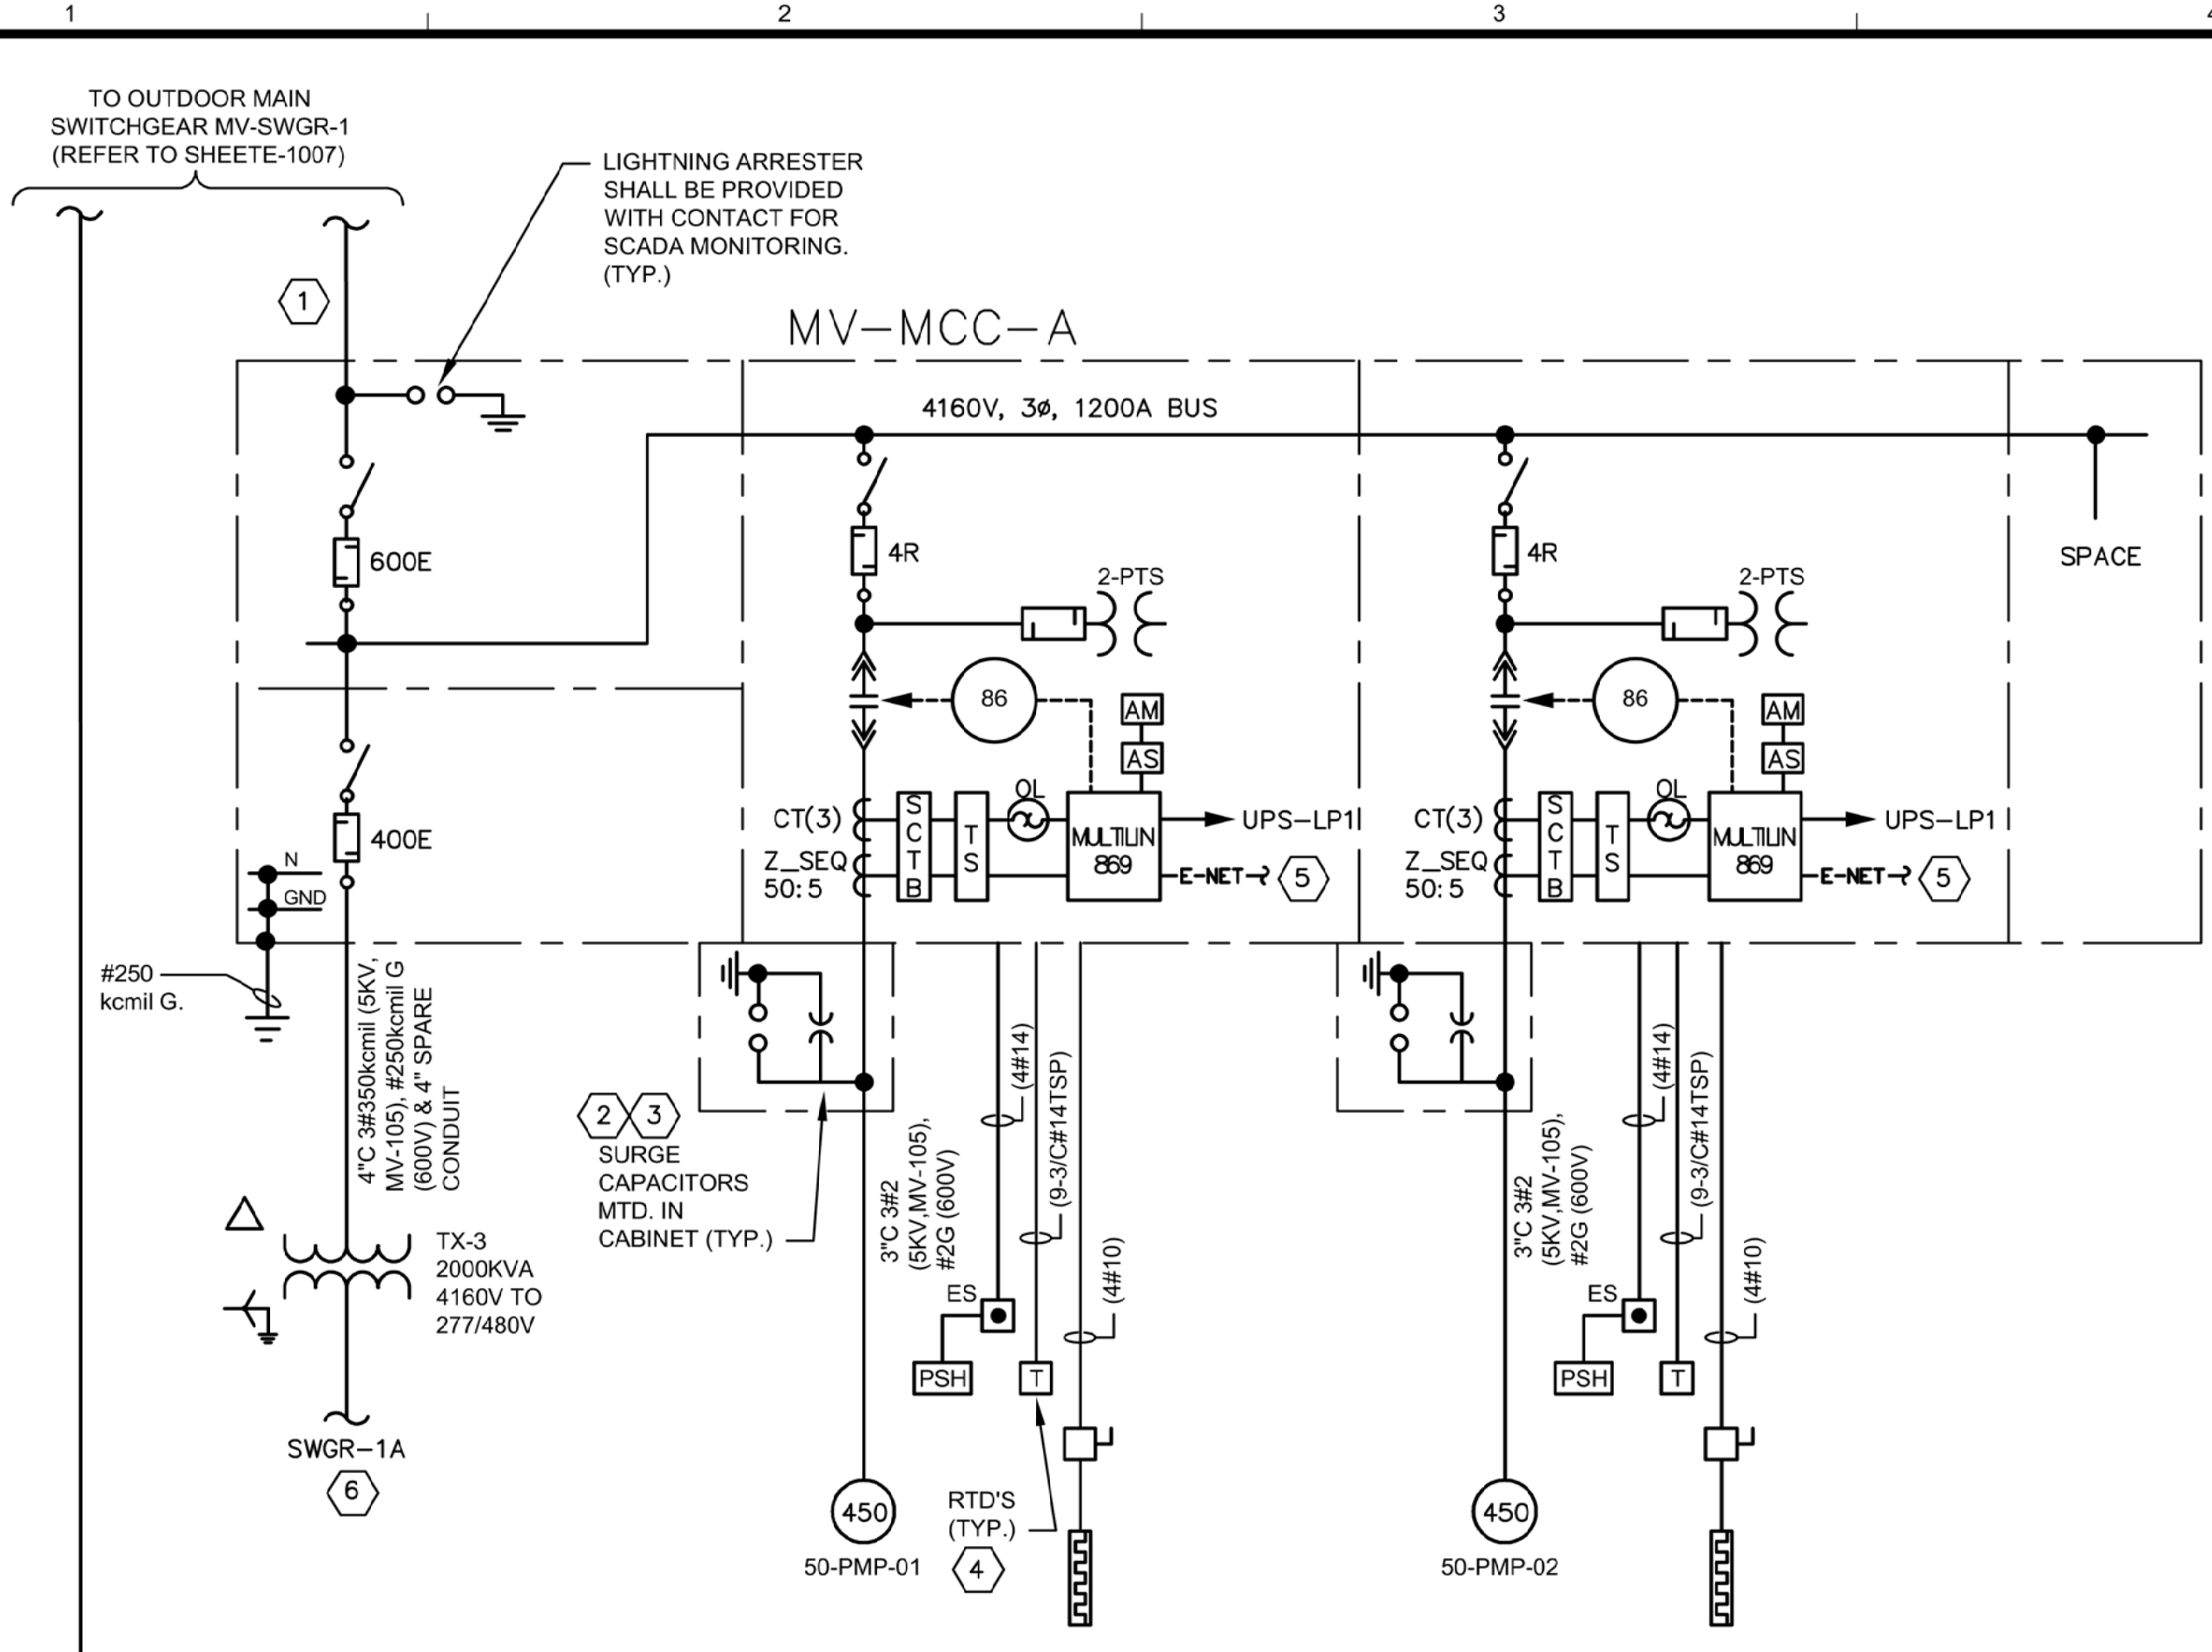 1
2
3
TO OUTDOOR MAIN
SWITCHGEAR MV-SWGR-1
(REFER TO SHEETE-1007)
LIGHTNING ARRESTER
SHALL BE PROVIDED
WITH CONTACT FOR
SCADA MONITORING.
(TYP.)
1
MV-MCC-A
4160V, 3ø, 1200A BUS
600E
400E
N
GND
#250
kcmil G.
4"C 3#350kcmil (5KV,
MV-105), #250kcmil G
(600V) & 4" SPARE
CONDUIT
TX-3
2000KVA
4160V TO
277/480V
SWGR-1A
6
4R
2-PTS
86
AM
AS
OL
CT(3)
Z_SEQ
50:5
SCTB
TS
MULTILIN
869
UPS-LP1
E-NET
5
2
3
SURGE
CAPACITORS
MTD. IN
CABINET (TYP.)
3"C 3#2
(5KV,MV-105),
#2G (600V)
(4#14)
(9-3/C#14TSP)
(4#10)
ES
PSH
T
450
50-PMP-01
RTD'S
(TYP.)
4
4R
2-PTS
86
AM
AS
OL
CT(3)
Z_SEQ
50:5
SCTB
TS
MULTILIN
869
UPS-LP1
E-NET
5
3"C 3#2
(5KV,MV-105),
#2G (600V)
(4#14)
(9-3/C#14TSP)
(4#10)
ES
PSH
T
450
50-PMP-02
SPACE